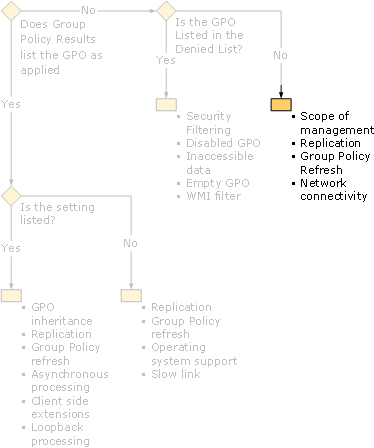 Does Group
Policy Results
list the GPO as
applied
No
Is the GPO
Listed in the
Denied List?
Yes
No
Yes
Security
Filtering
Disabled GPO
Inaccessible
data
Empty GPO
WMI filter
Scope of
management
Replication
Group Policy
Refresh
Network
connectivity
Is the setting
listed?
Yes
No
GPO
inheritance
Replication
Group Policy
refresh
Asynchronous
processing
Client side
extensions
Loopback
processing
Replication
Group Policy
refresh
Operating
system support
Slow link